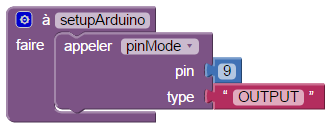 à setupArduino
faire appeler pinMode
pin 9
type “ OUTPUT ”